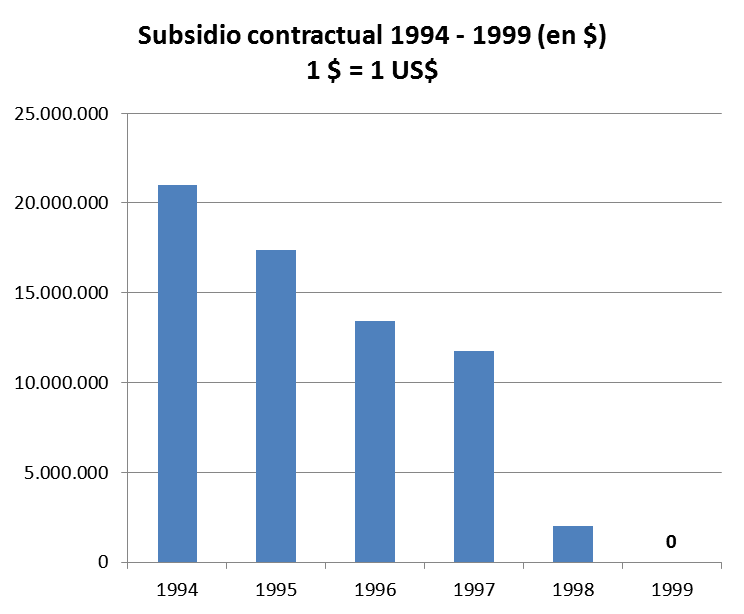 Subsidio contractual 1994 - 1999 (en $)
1 $ = 1 US$
25.000.000
20.000.000
15.000.000
10.000.000
5.000.000
0
0
1994 1995 1996 1997 1998 1999